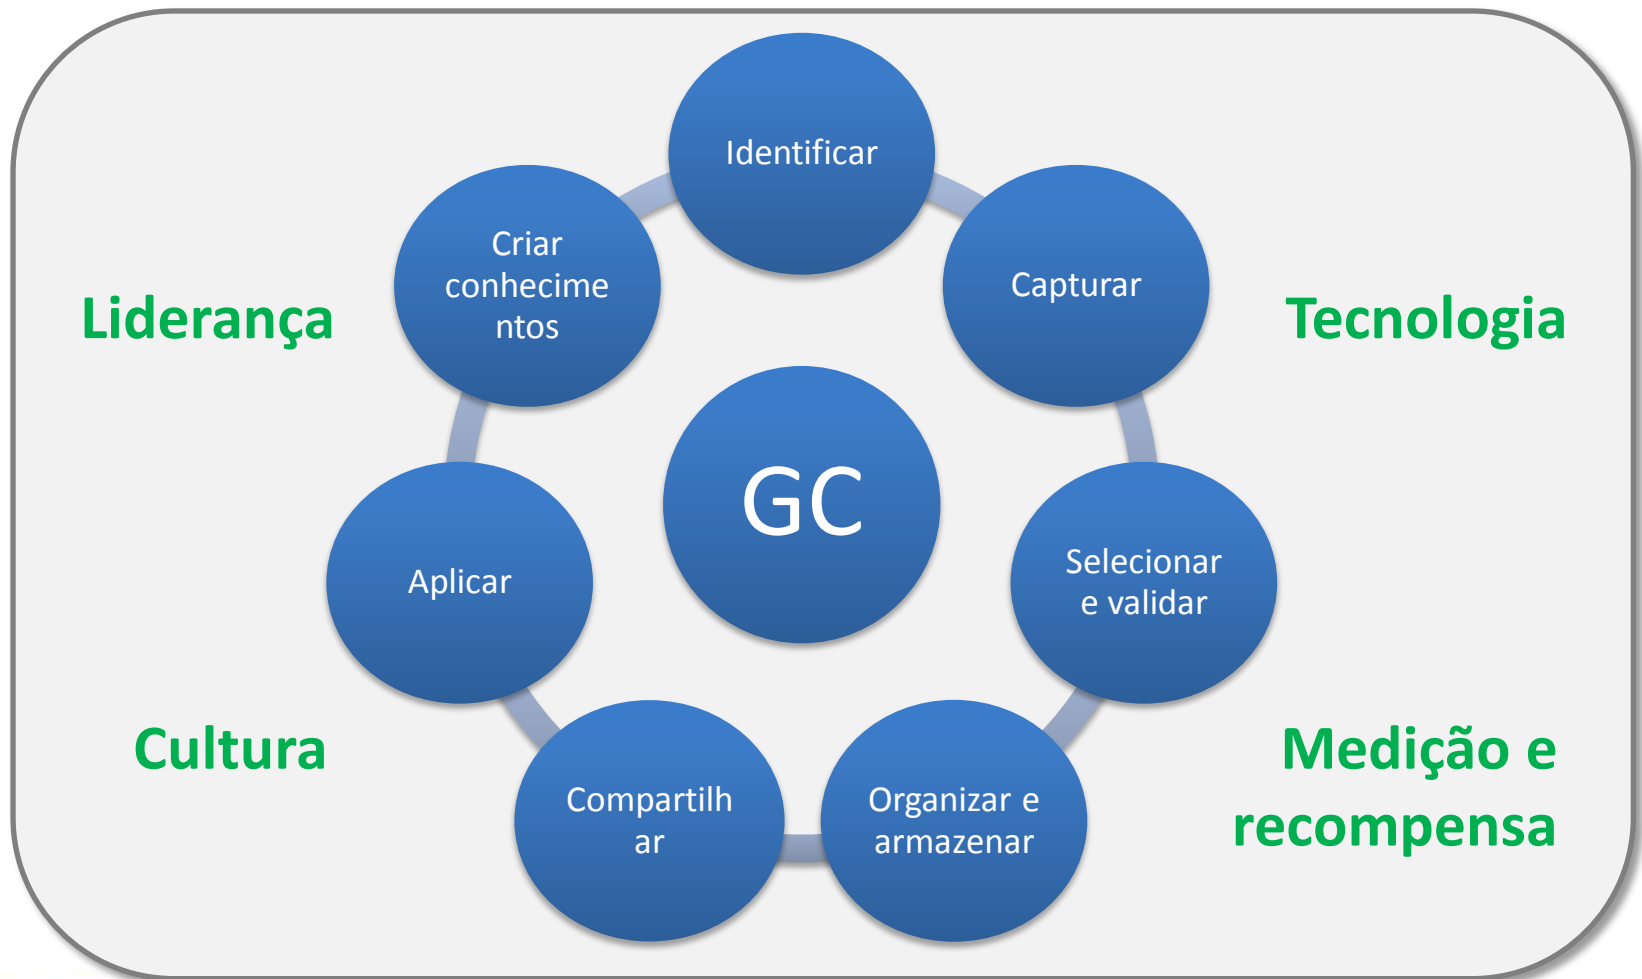 Identificar
Capturar
Selecionar
e validar
Organizar e
armazenar
Compartilh
ar
Aplicar
Criar
conhecime
ntos
GC
Liderança
Tecnologia
Cultura
Medição e
recompensa